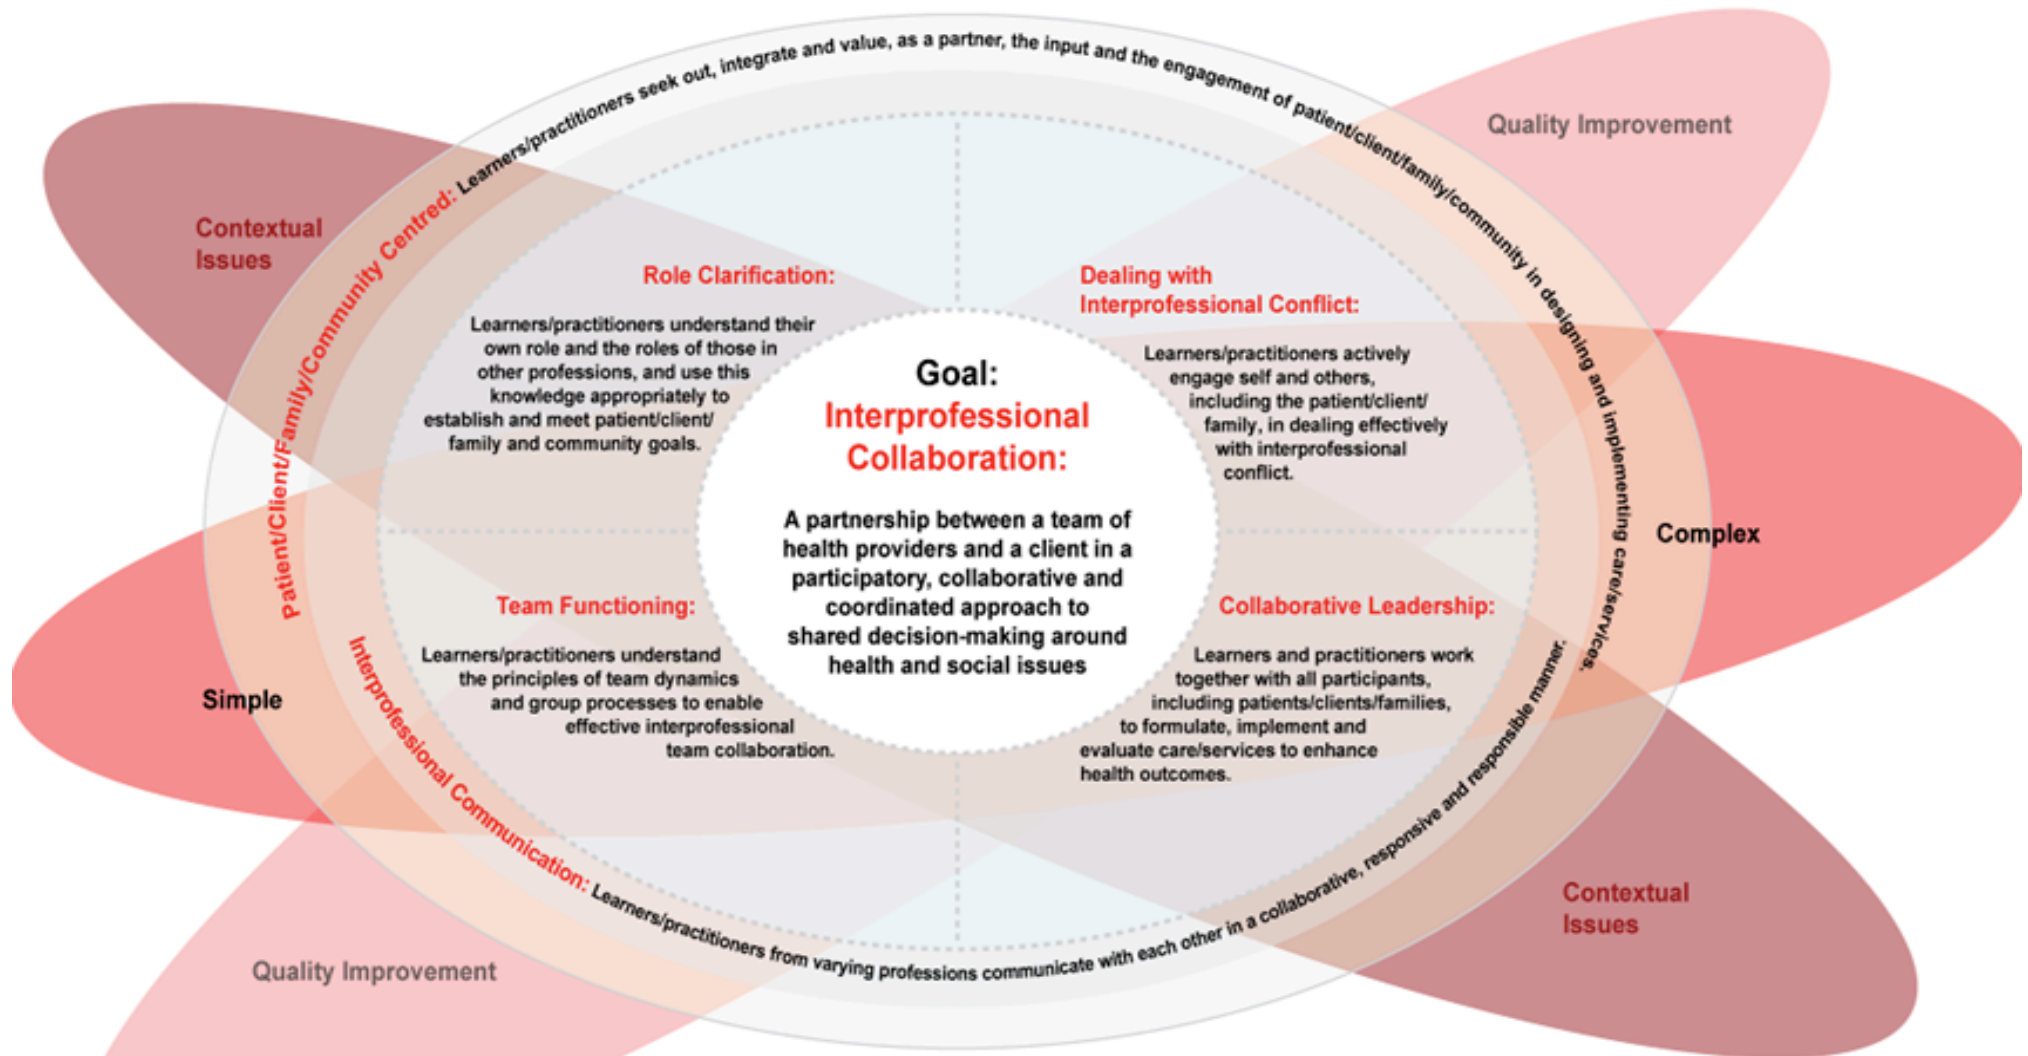 Patient/Client/Family/Community Centred: Learners/practitioners seek out, integrate and value, as a partner, the input and the engagement of patient/client/family/community in designing and implementing care/services.
Quality Improvement
Contextual
Issues
Role Clarification:
Learners/practitioners understand their
own role and the roles of those in
other professions, and use this
knowledge appropriately to
establish and meet patient/client/
family and community goals.
Dealing with
Interprofessional Conflict:
Learners/practitioners actively
engage self and others,
including the patient/client/
family, in dealing effectively
with interprofessional
conflict.
Goal:
Interprofessional
Collaboration:
A partnership between a team of
health providers and a client in a
participatory, collaborative and
coordinated approach to
shared decision-making around
health and social issues
Complex
Team Functioning:
Learners/practitioners understand
the principles of team dynamics
and group processes to enable
effective interprofessional
team collaboration.
Collaborative Leadership:
Learners and practitioners work
together with all participants,
including patients/clients/families,
to formulate, implement and
evaluate care/services to enhance
health outcomes.
Simple
Interprofessional Communication: Learners/practitioners from varying professions communicate with each other in a collaborative, responsive and responsible manner.
Contextual
Issues
Quality Improvement